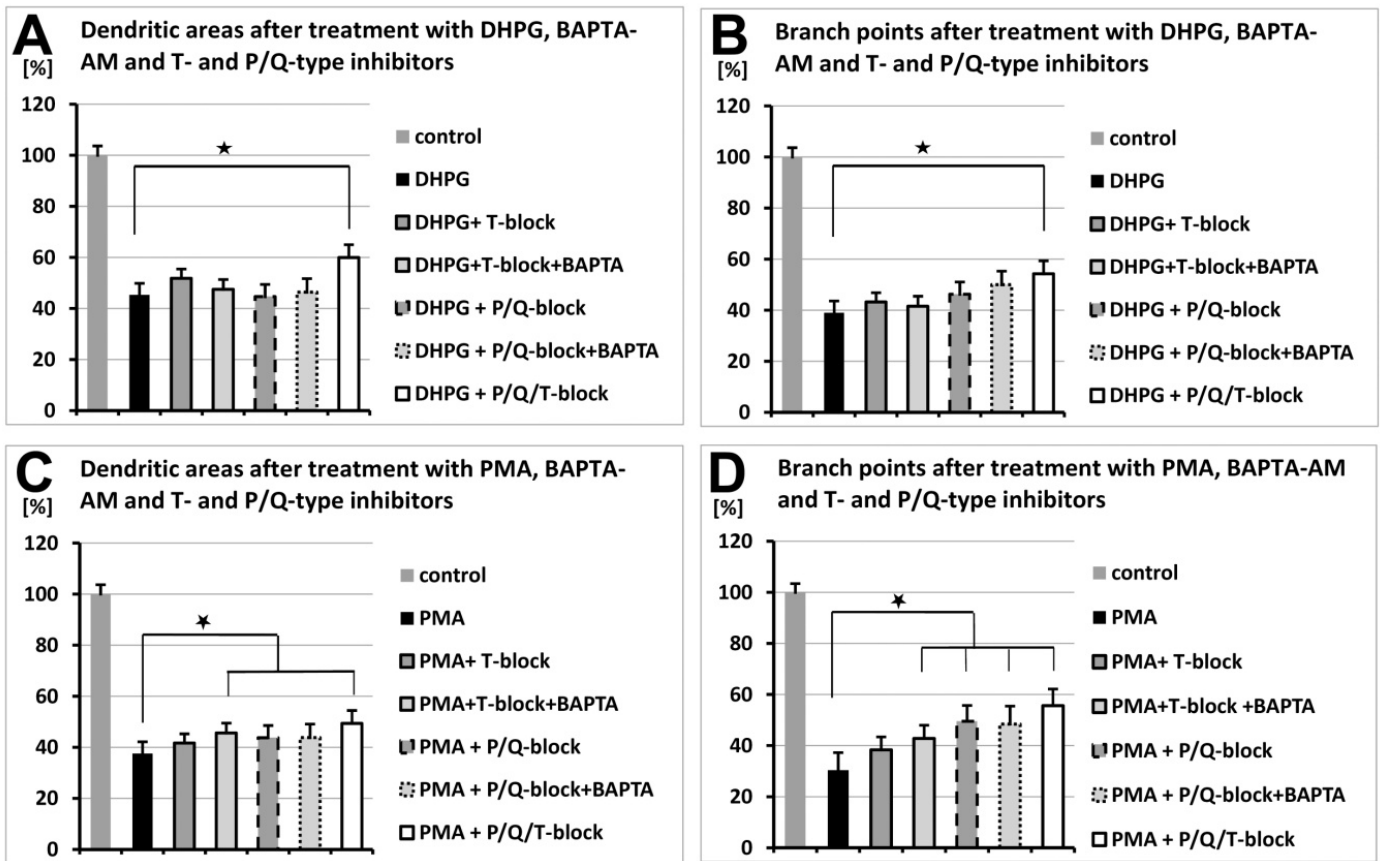 A Dendritic areas after treatment with DHPG, BAPTA-
AM and T- and P/Q-type inhibitors
[%]
120
100
80
60
40
20
0
control
DHPG
DHPG+ T-block
DHPG+T-block+BAPTA
DHPG + P/Q-block
DHPG + P/Q-block+BAPTA
DHPG + P/Q/T-block
B Branch points after treatment with DHPG, BAPTA-
AM and T- and P/Q-type inhibitors
[%]
120
100
80
60
40
20
0
control
DHPG
DHPG+ T-block
DHPG+T-block+BAPTA
DHPG + P/Q-block
DHPG + P/Q-block+BAPTA
DHPG + P/Q/T-block
C Dendritic areas after treatment with PMA, BAPTA-
AM and T- and P/Q-type inhibitors
[%]
120
100
80
60
40
20
0
control
PMA
PMA+ T-block
PMA+T-block+BAPTA
PMA + P/Q-block
PMA + P/Q-block+BAPTA
PMA + P/Q/T-block
D Branch points after treatment with PMA, BAPTA-AM
and T- and P/Q-type inhibitors
[%]
120
100
80
60
40
20
0
control
PMA
PMA+ T-block
PMA+T-block +BAPTA
PMA + P/Q-block
PMA + P/Q-block+BAPTA
PMA + P/Q/T-block